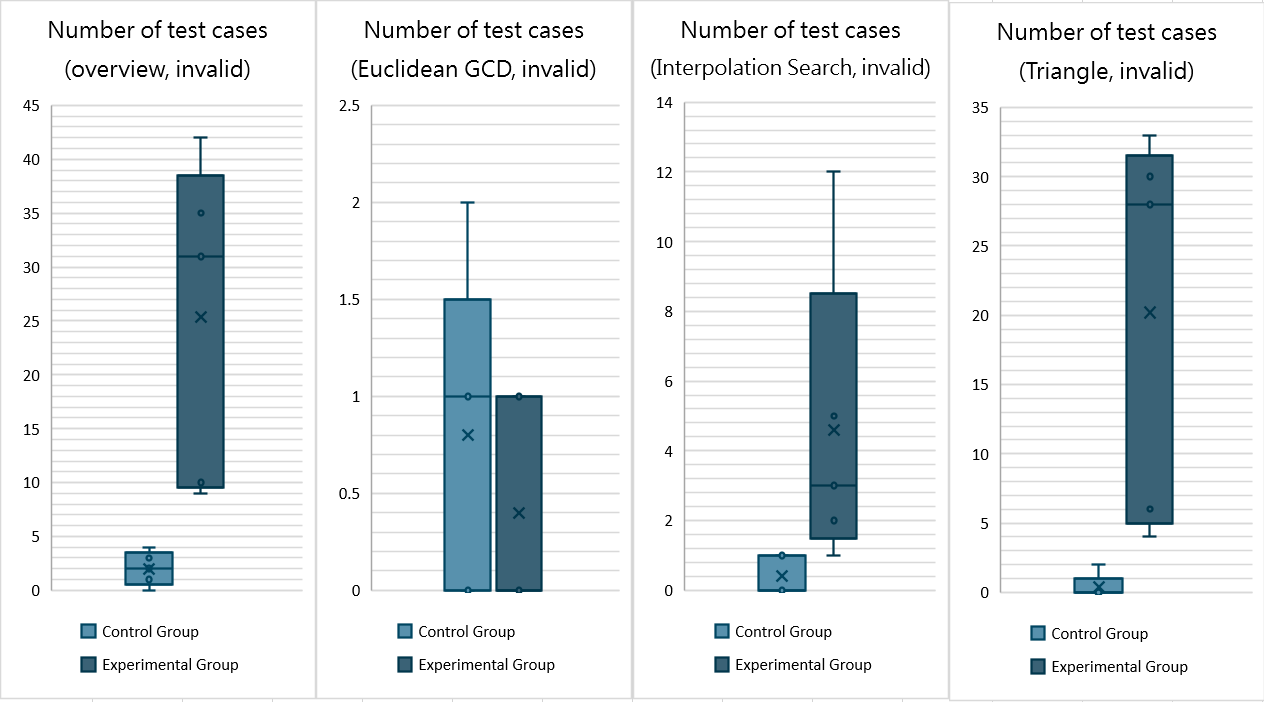 Number of test cases
(overview, invalid)
45
40
35
30
25
20
15
10
5
0
Control Group
Experimental Group
Number of test cases
(Euclidean GCD, invalid)
2.5
2
1.5
1
0.5
0
Control Group
Experimental Group
Number of test cases
(Interpolation Search, invalid)
14
12
10
8
6
4
2
0
Control Group
Experimental Group
Number of test cases
(Triangle, invalid)
35
30
25
20
15
10
5
0
Control Group
Experimental Group